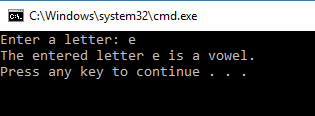 C:\Windows\system32\cmd.exe
Enter a letter: e
The entered letter e is a vowel.
Press any key to continue . . .